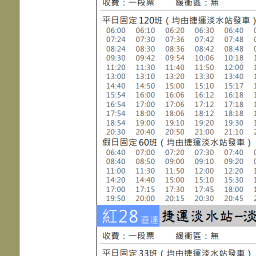 收費：一段票 緩衝區：無
平日固定120班（均由捷運淡水站發車）
06:00 06:10 06:20 06:30 06:40
07:24 07:30 07:36 07:42 07:48
08:24 08:30 08:36 08:42 08:48
09:30 09:42 09:54 10:06 10:18
11:20 11:30 11:40 11:50 12:00
13:00 13:10 13:20 13:30 13:40
14:40 14:50 15:00 15:10 15:17
15:54 16:00 16:06 16:12 16:18
16:54 17:00 17:06 17:12 17:18
17:54 18:00 18:06 18:12 18:18
18:54 19:00 19:10 19:20 19:30
20:30 20:40 20:50 21:00 21:10
假日固定60班（均由捷運淡水站發車）
06:40 07:00 07:20 07:30 07:40
08:40 08:50 09:00 09:10 09:20
11:00 11:30 11:50 12:00 12:20
14:20 14:40 15:00 15:10 15:30
17:00 17:15 17:30 17:45 18:00
19:50 20:00 20:15 20:30 20:45
紅28直達 捷運淡水站–淡
收費：一段票 緩衝區：無
平日固定33班（均由捷運淡水站發車）